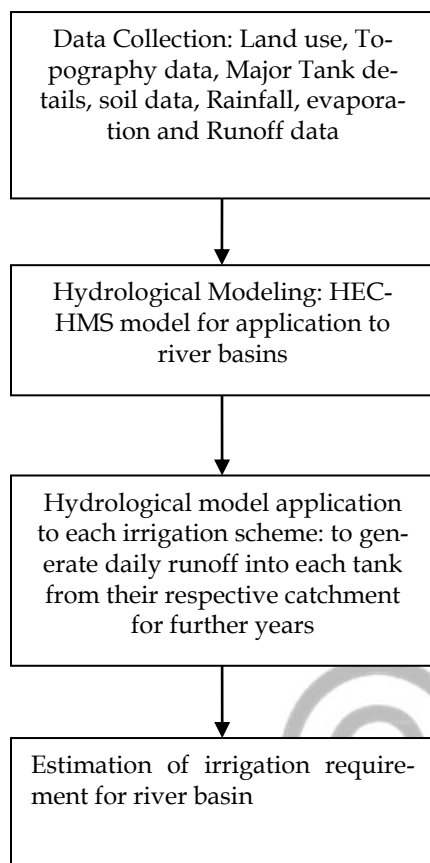 Data Collection: Land use, To-
pography data, Major Tank de-
tails, soil data, Rainfall, evapora-
tion and Runoff data
Hydrological Modeling: HEC-
HMS model for application to
river basins
Hydrological model application
to each irrigation scheme: to gen-
erate daily runoff into each tank
from their respective catchment
for further years
Estimation of irrigation require-
ment for river basin